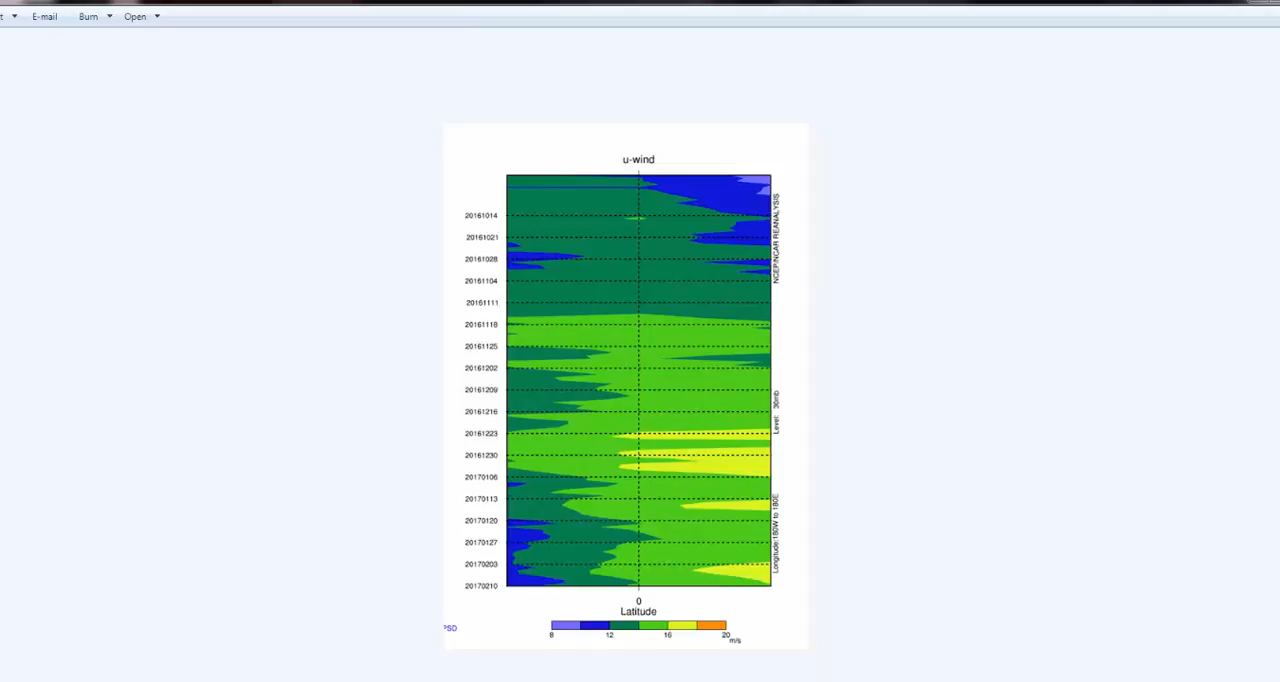 t E-mail Burn Open
u-wind
20161014
20161021
20161028
20161104
20161111
20161118
20161125
20161202
20161209
20161216
20161223
20161230
20170106
20170113
20170120
20170127
20170203
20170210
NCEP/NCAR REANALYSIS
Level: 30mb
Longitude:180W to 180E
0
Latitude
PSD
8 12 16 20
m/s